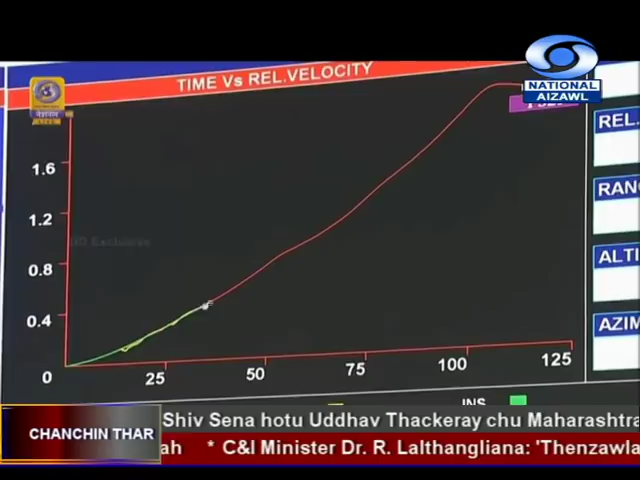 TIME Vs REL.VELOCITY
NATIONAL
AIZAWL
REL.
1.6
RANG
1.2
DD Exclusive
0.8
ALTI
0.4
AZIM
0
25
50
75
100
125
INS
CHANCHIN THAR
Shiv Sena hotu Uddhav Thackeray chu Maharashtra
ah * C&I Minister Dr. R. Lalthangliana: 'Thenzawla